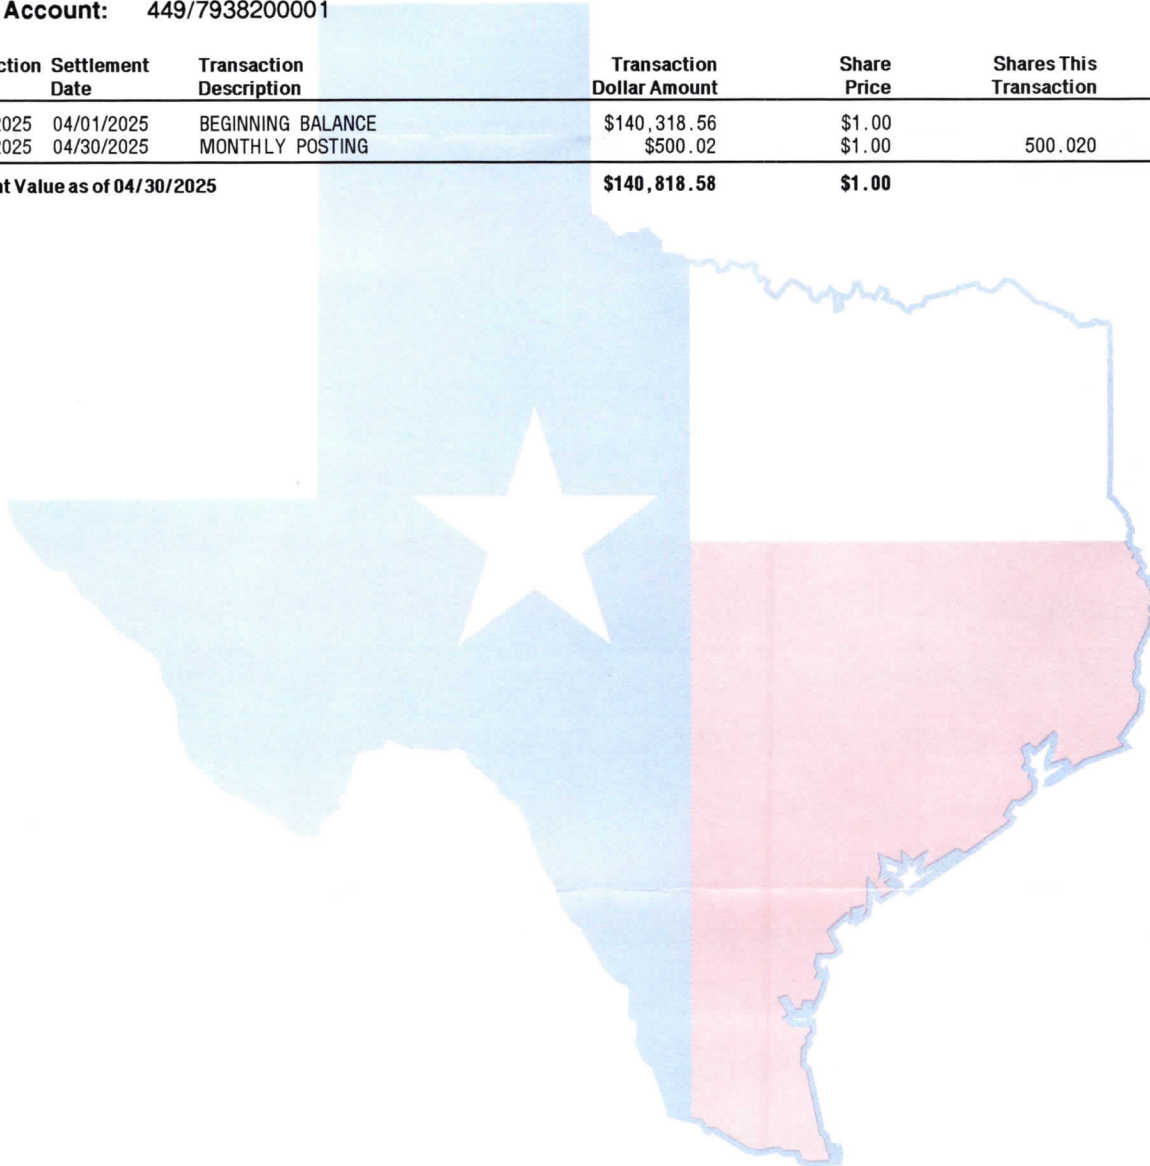 Account: 449/7938200001
ction Settlement Transaction Transaction Share Shares This
Date Description Dollar Amount Price Transaction
2025 04/01/2025 BEGINNING BALANCE $140,318.56 $1.00
2025 04/30/2025 MONTHLY POSTING $500.02 $1.00 500.020
nt Value as of 04/30/2025 $140,818.58 $1.00